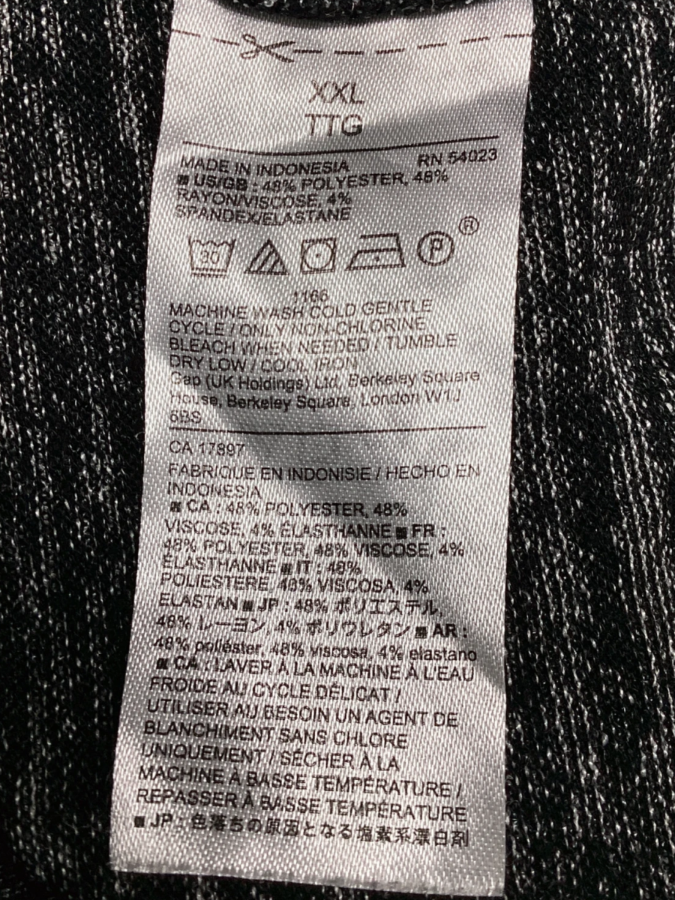 XXL
TTG
MADE IN INDONESIA RN 54023
■ US/GB : 48% POLYESTER, 48%
RAYON/VISCOSE, 4%
SPANDEX/ELASTANE
30 P ®
1166
MACHINE WASH COLD GENTLE
CYCLE / ONLY NON-CHLORINE
BLEACH WHEN NEEDED / TUMBLE
DRY LOW / COOL IRON
Gap (UK Holdings) Ltd, Berkeley Square
House, Berkeley Square, London W1J
6BS
CA 17897
FABRIQUE EN INDONISIE / HECHO EN
INDONESIA
■ CA : 48% POLYESTER, 48%
VISCOSE, 4% ÉLASTHANNE ■ FR :
48% POLYESTER, 48% VISCOSE, 4%
ÉLASTHANNE ■ IT : 48%
POLIESTERE, 48% VISCOSA, 4%
ELASTAN ■ JP : 48% ポリエステル,
48% レーヨン, 4% ポリウレタン ■ AR :
48% poliéster, 48% viscosa, 4% elastano
■ CA : LAVER À LA MACHINE À L'EAU
FROIDE AU CYCLE DÉLICAT /
UTILISER AU BESOIN UN AGENT DE
BLANCHIMENT SANS CHLORE
UNIQUEMENT / SÉCHER À LA
MACHINE À BASSE TEMPÉRATURE /
REPASSER À BASSE TEMPÉRATURE
■ JP : 色落ちの原因となる塩素系漂白剤